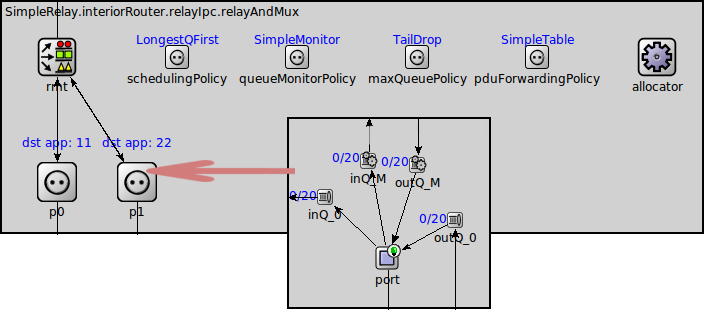 SimpleRelay.interiorRouter.relayIpc.relayAndMux
LongestQFirst
SimpleMonitor
TailDrop
SimpleTable
rmt
schedulingPolicy
queueMonitorPolicy
maxQueuePolicy
pduForwardingPolicy
allocator
dst app: 11
dst app: 22
p0
p1
0/20
0/20
inQ_M
outQ_M
0/20
inQ_0
0/20
outQ_0
port